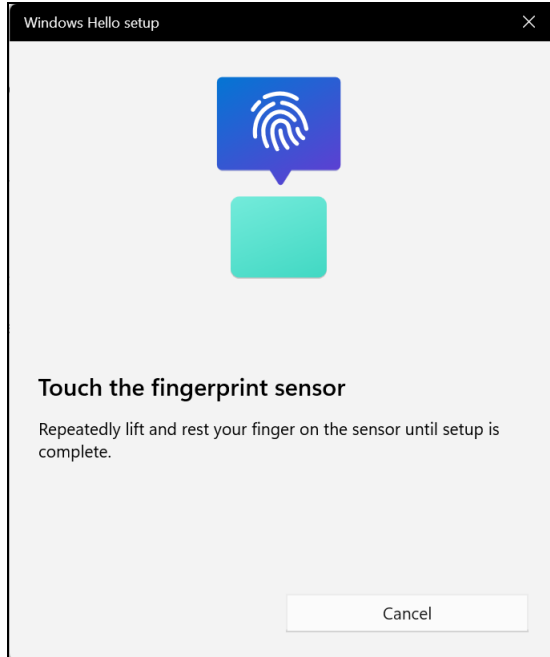 Windows Hello setup
Touch the fingerprint sensor
Repeatedly lift and rest your finger on the sensor until setup is
complete.
Cancel